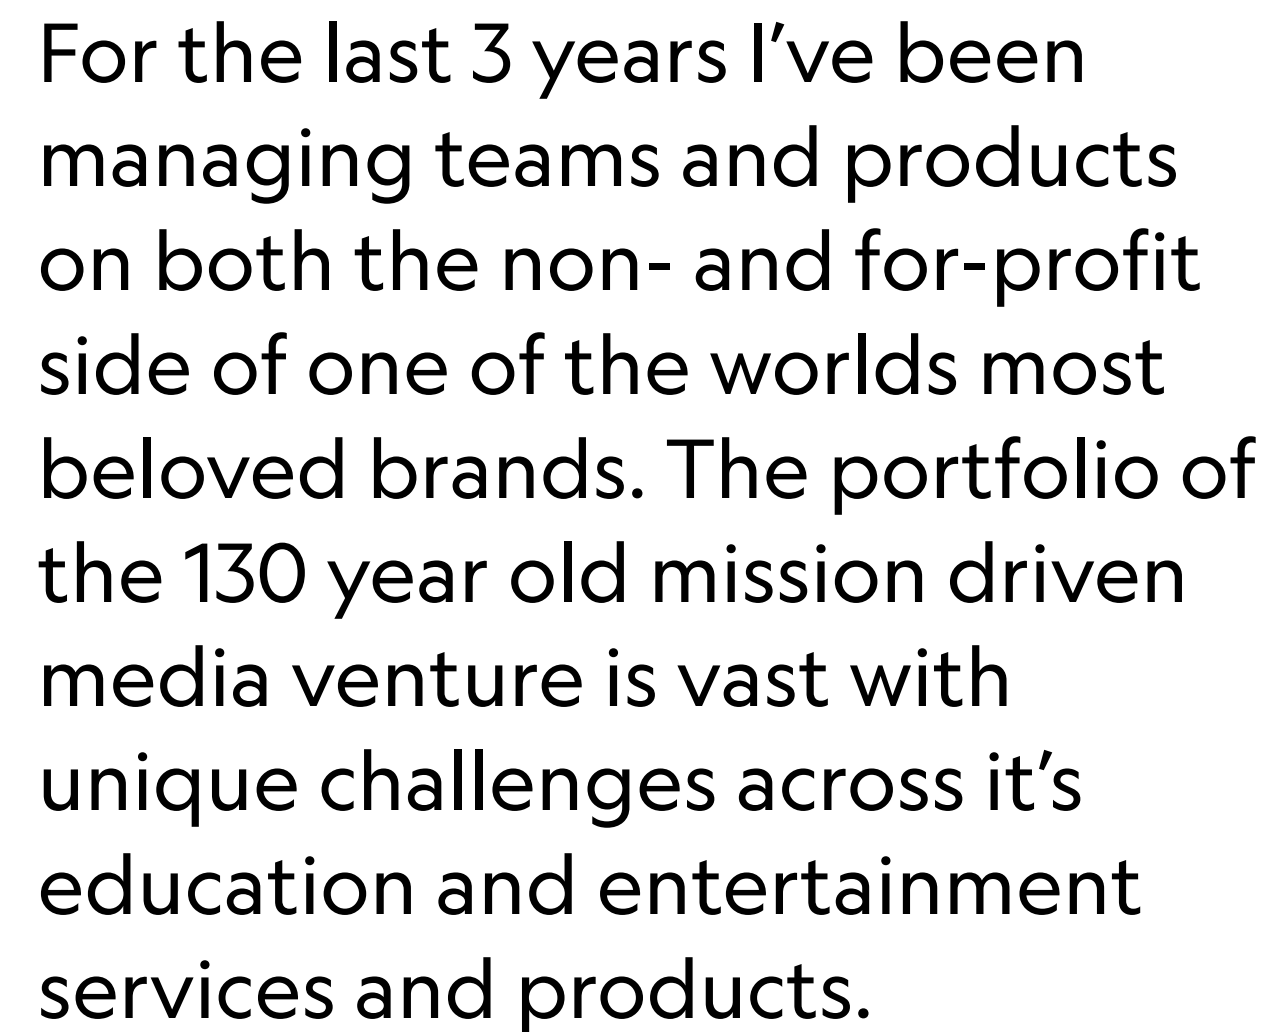 For the last 3 years I’ve been
managing teams and products
on both the non- and for-profit
side of one of the worlds most
beloved brands. The portfolio of
the 130 year old mission driven
media venture is vast with
unique challenges across it’s
education and entertainment
services and products.